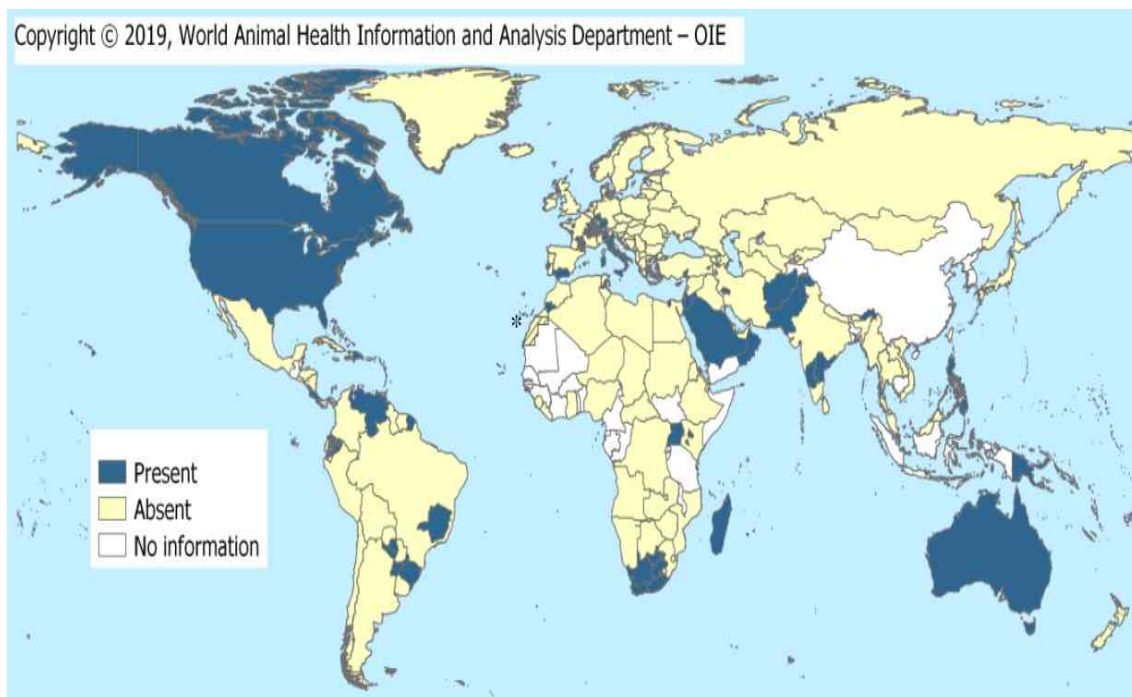 Copyright © 2019, World Animal Health Information and Analysis Department – OIE
*
Present
Absent
No information